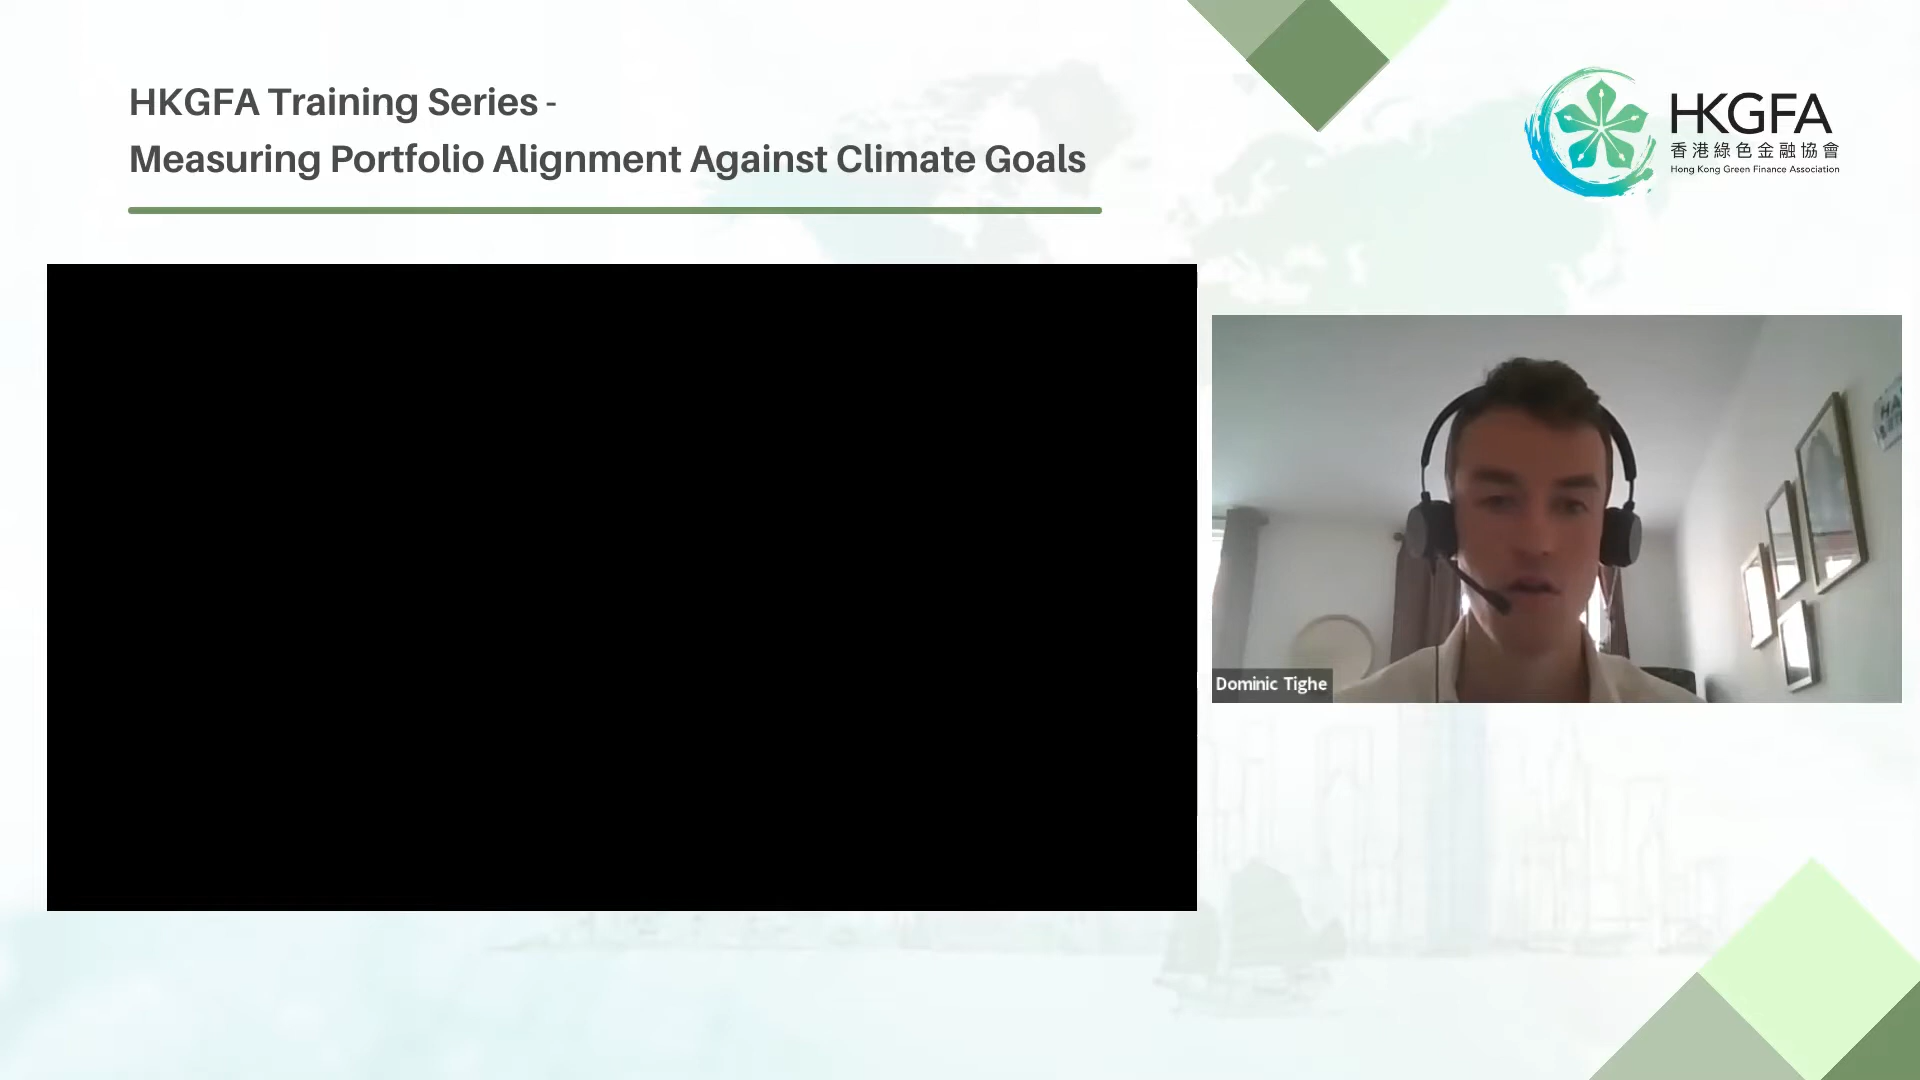 HKGFA Training Series -
Measuring Portfolio Alignment Against Climate Goals
HKGFA
香港綠色金融協會
Hong Kong Green Finance Association
Dominic Tighe